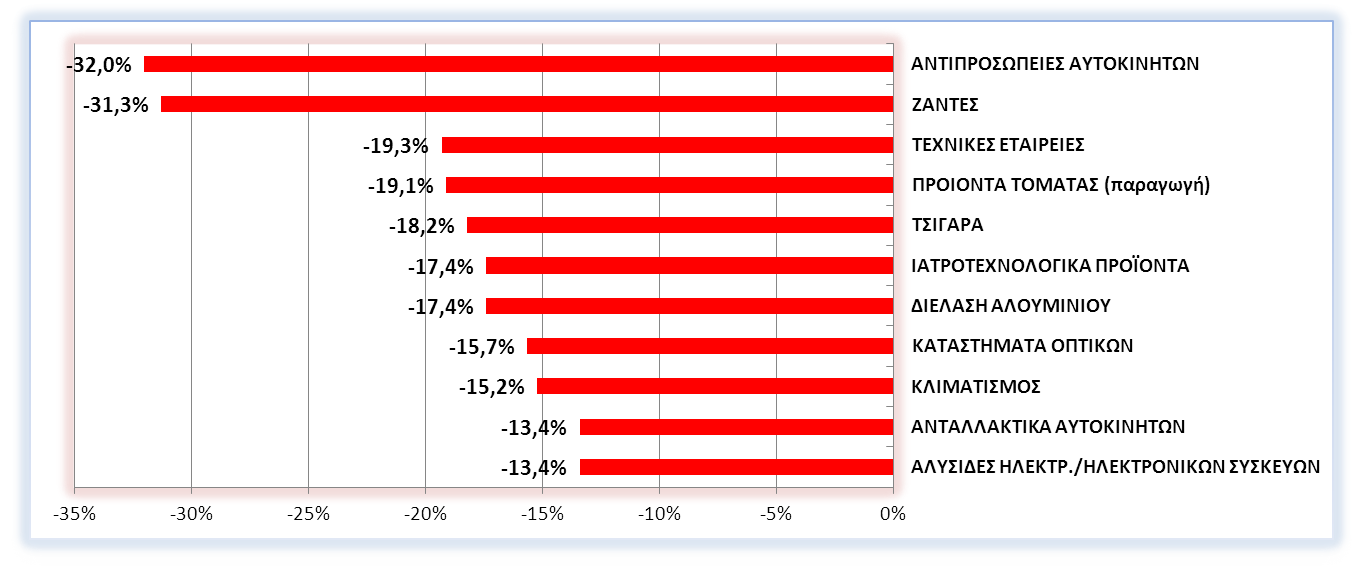 -32,0% ΑΝΤΙΠΡΟΣΩΠΕΙΕΣ ΑΥΤΟΚΙΝΗΤΩΝ
-31,3% ΖΑΝΤΕΣ
-19,3% ΤΕΧΝΙΚΕΣ ΕΤΑΙΡΕΙΕΣ
-19,1% ΠΡΟΙΟΝΤΑ ΤΟΜΑΤΑΣ (παραγωγή)
-18,2% ΤΣΙΓΑΡΑ
-17,4% ΙΑΤΡΟΤΕΧΝΟΛΟΓΙΚΑ ΠΡΟΪΟΝΤΑ
-17,4% ΔΙΕΛΑΣΗ ΑΛΟΥΜΙΝΙΟΥ
-15,7% ΚΑΤΑΣΤΗΜΑΤΑ ΟΠΤΙΚΩΝ
-15,2% ΚΛΙΜΑΤΙΣΜΟΣ
-13,4% ΑΝΤΑΛΛΑΚΤΙΚΑ ΑΥΤΟΚΙΝΗΤΩΝ
-13,4% ΑΛΥΣΙΔΕΣ ΗΛΕΚΤΡ./ΗΛΕΚΤΡΟΝΙΚΩΝ ΣΥΣΚΕΥΩΝ
-35% -30% -25% -20% -15% -10% -5% 0%